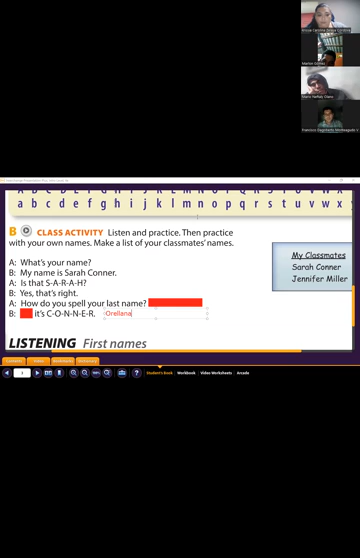 a b c d e f g h i j k l m n o p q r s t u v w x
B CLASS ACTIVITY Listen and practice. Then practice
with your own names. Make a list of your classmates' names.
A: What's your name?
B: My name is Sarah Conner.
A: Is that S-A-R-A-H?
B: Yes, that's right.
A: How do you spell your last name?
B: it's C-O-N-N-E-R. Orellana
My Classmates
Sarah Conner
Jennifer Miller
LISTENING First names
Contents Video
Student's Book Workbook Video Worksheets Arcade